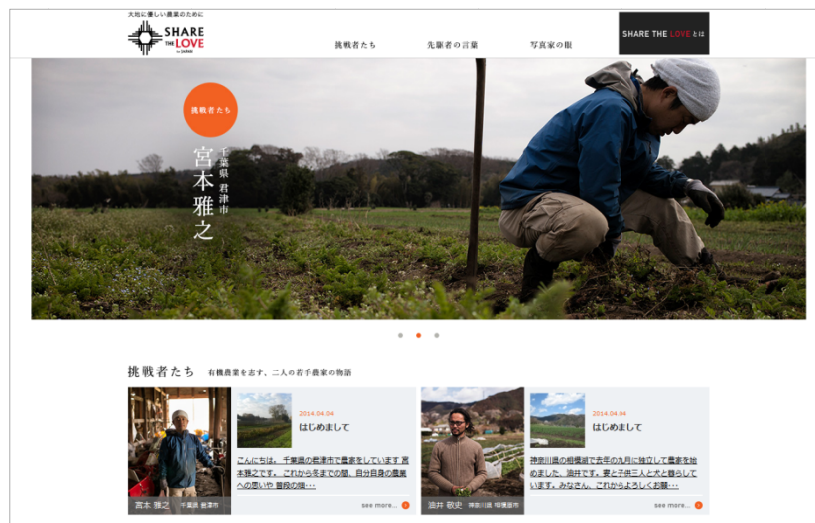 大地に優しい農業のために
SHARE
THE LOVE
for JAPAN
挑戦者たち
先駆者の言葉
写真家の眼
SHARE THE LOVE とは
挑戦者たち
千葉県 君津市
宮本雅之
挑戦者たち 有機農業を志す、二人の若手農家の物語
2014.04.04
はじめまして
こんにちは。 千葉県の君津市で農家をしています 宮
本雅之です。 これから冬までの間、自分自身の農業
への思いや 普段の畑･･･
宮本 雅之 千葉県 君津市
see more...
2014.04.04
はじめまして
神奈川県の相模湖で去年の九月に独立して農家を始
めました、油井です。妻と子供三人と犬と暮らして
います。みなさん、これからよろしくお願･･･
油井 敬史 神奈川県 相模湖市
see more...